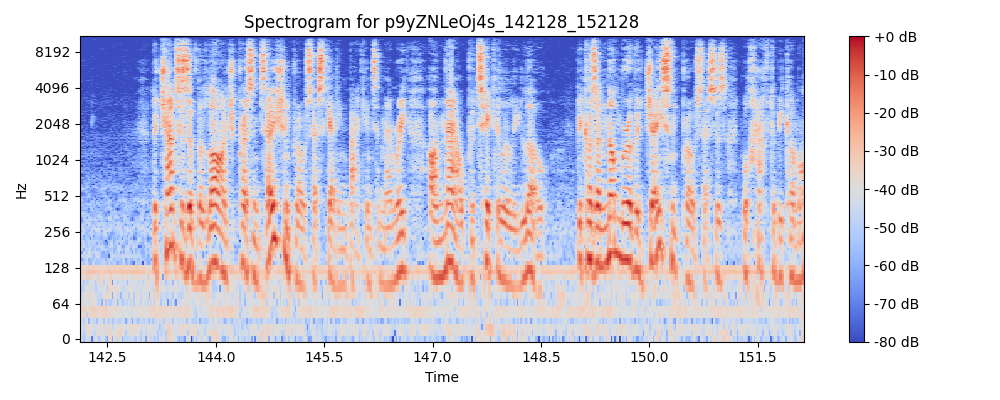 Spectrogram for p9yZNLeOj4s_142128_152128
8192
4096
2048
1024
512
256
128
64
0
Hz
142.5 144.0 145.5 147.0 148.5 150.0 151.5
Time
+0 dB
-10 dB
-20 dB
-30 dB
-40 dB
-50 dB
-60 dB
-70 dB
-80 dB